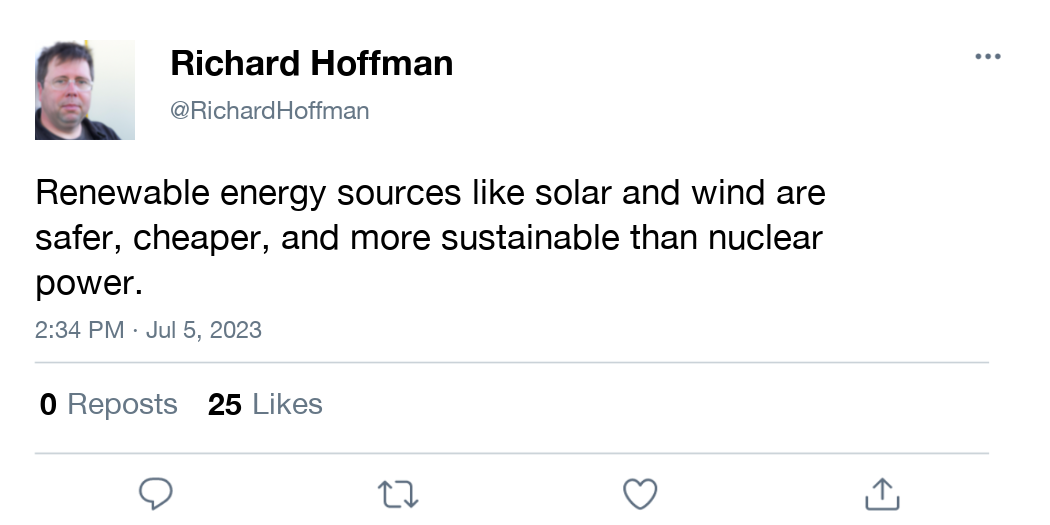 Richard Hoffman
@RichardHoffman
Renewable energy sources like solar and wind are
safer, cheaper, and more sustainable than nuclear
power.
2:34 PM · Jul 5, 2023
0 Reposts 25 Likes